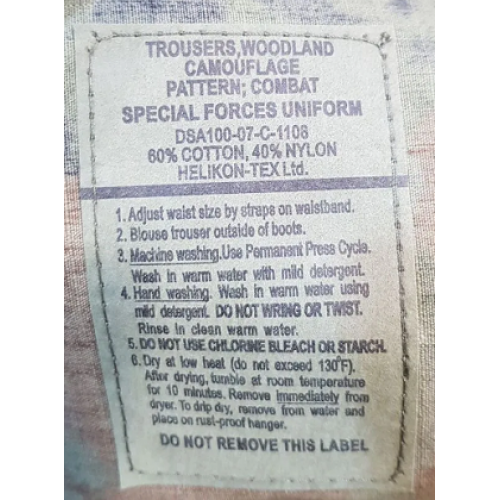 TROUSERS,WOODLAND
CAMOUFLAGE
PATTERN; COMBAT
SPECIAL FORCES UNIFORM
DSA100-07-C-1108
60% COTTON, 40% NYLON
HELIKON-TEX Ltd.
1. Adjust waist size by straps on waistband.
2. Blouse trouser outside of boots.
3. Machine washing.Use Permanent Press Cycle.
Wash in warm water with mild detergent.
4. Hand washing. Wash in warm water using
mild detergent. DO NOT WRING OR TWIST.
Rinse in clean warm water.
5. DO NOT USE CHLORINE BLEACH OR STARCH.
6. Dry at low heat (do not exceed 130°F).
After drying, tumble at room temperature
for 10 minutes. Remove immediately from
dryer. To drip dry, remove from water and
place on rust-proof hanger.
DO NOT REMOVE THIS LABEL